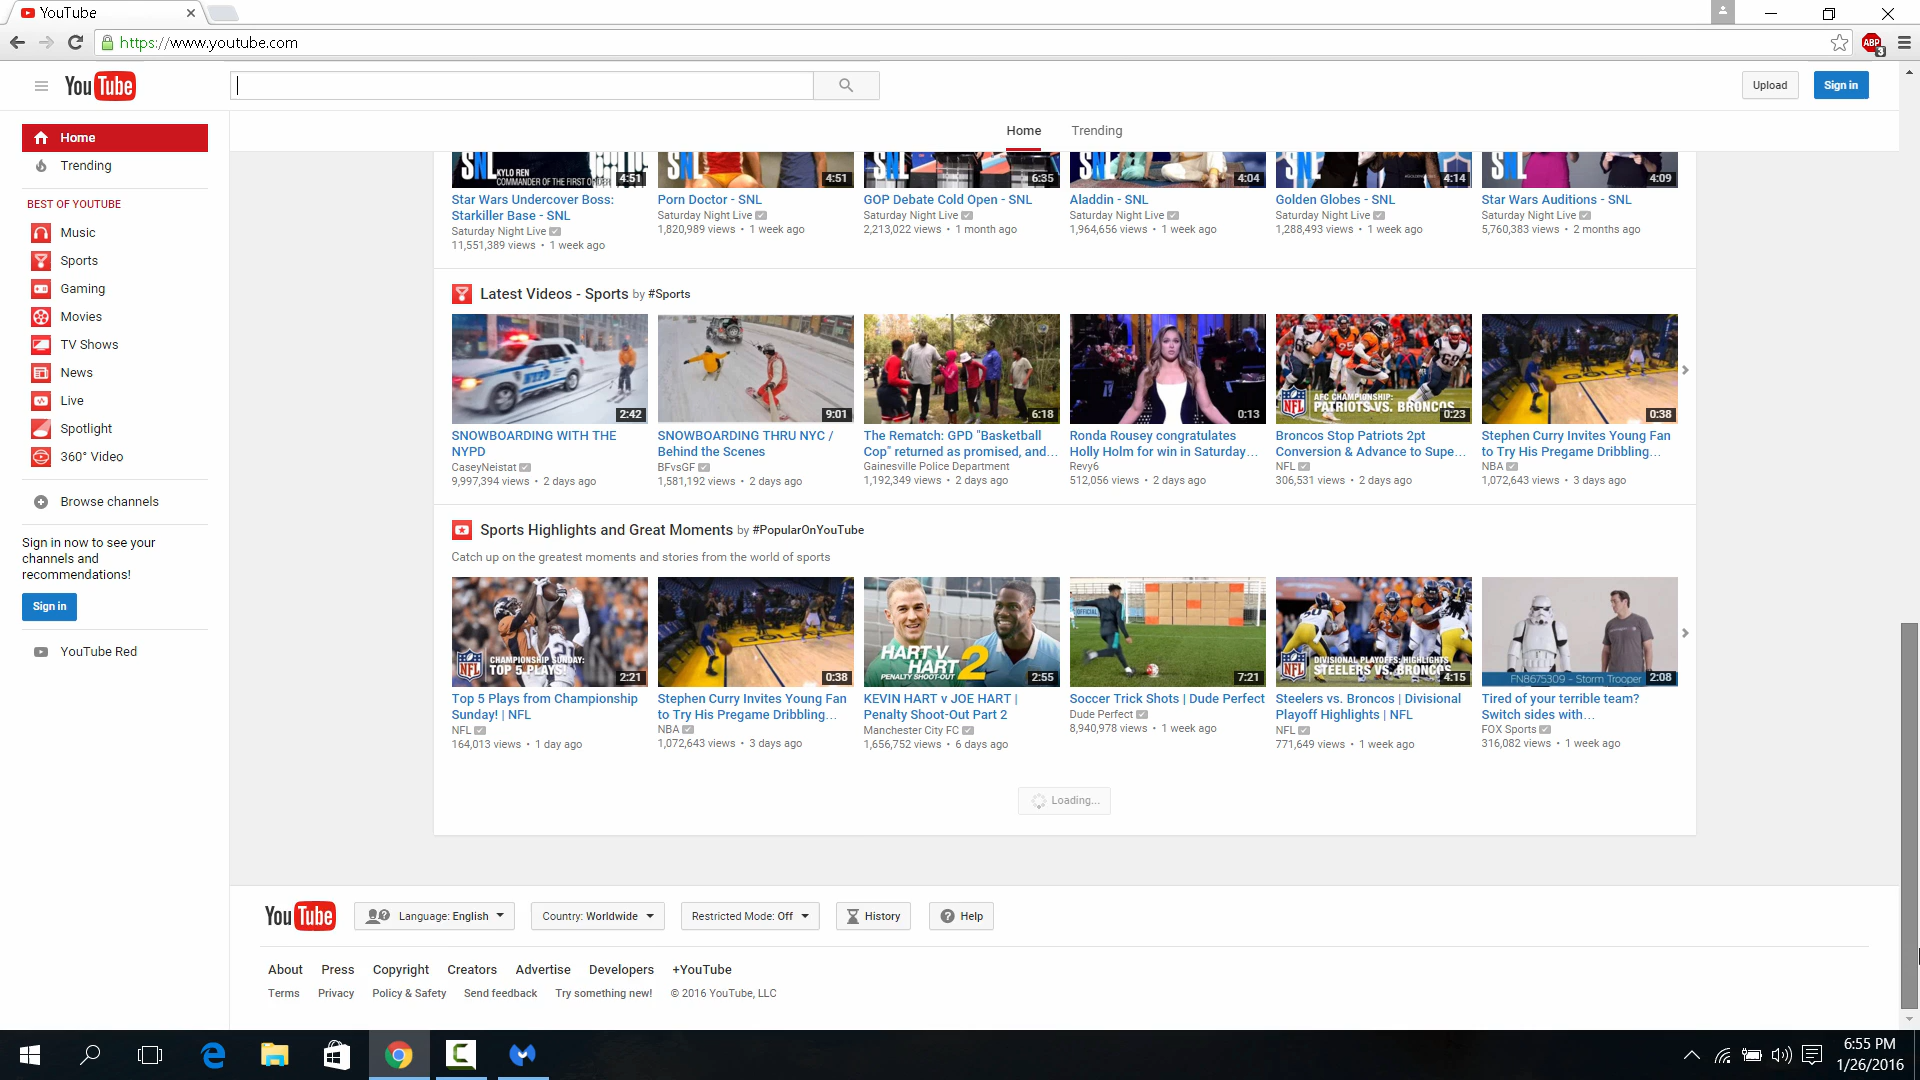 YouTube
https://www.youtube.com
ABP
3
YouTube
Upload
Sign in
Home
Trending
Home
Trending
BEST OF YOUTUBE
Music
Sports
Gaming
Movies
TV Shows
News
Live
Spotlight
360° Video
Browse channels
Sign in now to see your
channels and
recommendations!
Sign in
YouTube Red
SNL KYLO REN
COMMANDER OF THE FIRST ORDER
4:51
SNL 4:51
SNL 6:35
SNL 4:04
SNL 4:14
SNL 4:09
Star Wars Undercover Boss:
Starkiller Base - SNL
Saturday Night Live
11,551,389 views • 1 week ago
Porn Doctor - SNL
Saturday Night Live
1,820,989 views • 1 week ago
GOP Debate Cold Open - SNL
Saturday Night Live
2,213,022 views • 1 month ago
Aladdin - SNL
Saturday Night Live
1,964,656 views • 1 week ago
Golden Globes - SNL
Saturday Night Live
1,288,493 views • 1 week ago
Star Wars Auditions - SNL
Saturday Night Live
5,760,383 views • 2 months ago
Latest Videos - Sports by #Sports
2:42
SNOWBOARDING WITH THE
NYPD
CaseyNeistat
9,997,394 views • 2 days ago
9:01
SNOWBOARDING THRU NYC /
Behind the Scenes
BFvsGF
1,581,192 views • 2 days ago
6:18
The Rematch: GPD "Basketball
Cop" returned as promised, and...
Gainesville Police Department
1,192,349 views • 2 days ago
0:13
Ronda Rousey congratulates
Holly Holm for win in Saturday...
Revy6
512,056 views • 2 days ago
NFL AFC CHAMPIONSHIP:
PATRIOTS VS. BRONCOS
0:23
Broncos Stop Patriots 2pt
Conversion & Advance to Supe...
NFL
306,531 views • 2 days ago
0:38
Stephen Curry Invites Young Fan
to Try His Pregame Dribbling...
NBA
1,072,643 views • 3 days ago
Sports Highlights and Great Moments by #PopularOnYouTube
Catch up on the greatest moments and stories from the world of sports
NFL CHAMPIONSHIP SUNDAY:
TOP 5 PLAYS!
2:21
Top 5 Plays from Championship
Sunday! | NFL
NFL
164,013 views • 1 day ago
0:38
Stephen Curry Invites Young Fan
to Try His Pregame Dribbling...
NBA
1,072,643 views • 3 days ago
HART V
HART 2
PENALTY SHOOT-OUT
2:55
KEVIN HART v JOE HART |
Penalty Shoot-Out Part 2
Manchester City FC
1,656,752 views • 6 days ago
7:21
Soccer Trick Shots | Dude Perfect
Dude Perfect
8,940,978 views • 1 week ago
NFL DIVISIONAL PLAYOFFS: HIGHLIGHTS
STEELERS VS. BRONCOS
4:15
Steelers vs. Broncos | Divisional
Playoff Highlights | NFL
NFL
771,649 views • 1 week ago
FN8675309 – Storm Trooper
2:08
Tired of your terrible team?
Switch sides with...
FOX Sports
316,082 views • 1 week ago
Loading...
YouTube
Language: English
Country: Worldwide
Restricted Mode: Off
History
Help
About Press Copyright Creators Advertise Developers +YouTube
Terms Privacy Policy & Safety Send feedback Try something new! © 2016 YouTube, LLC
6:55 PM
1/26/2016